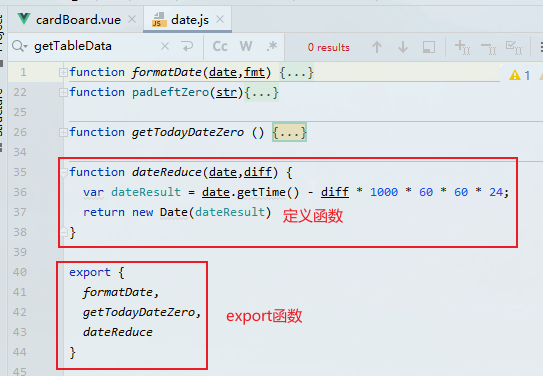 cardBoard.vue
date.js
getTableData
Cc
W
.*
0 results
Project
Structure
1
1 function formatDate(date,fmt) {...}
22 function padLeftZero(str){...}
25
26 function getTodayDateZero () {...}
34
35 function dateReduce(date,diff) {
36 var dateResult = date.getTime() - diff * 1000 * 60 * 60 * 24;
37 return new Date(dateResult)
定义函数
38 }
39
40 export {
41 formatDate,
42 getTodayDateZero,
export函数
43 dateReduce
44 }